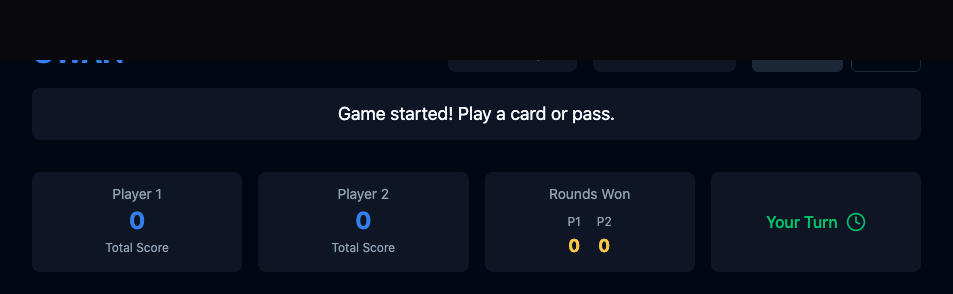 Game started! Play a card or pass.
Player 1
0
Total Score
Player 2
0
Total Score
Rounds Won
P1 P2
0 0
Your Turn